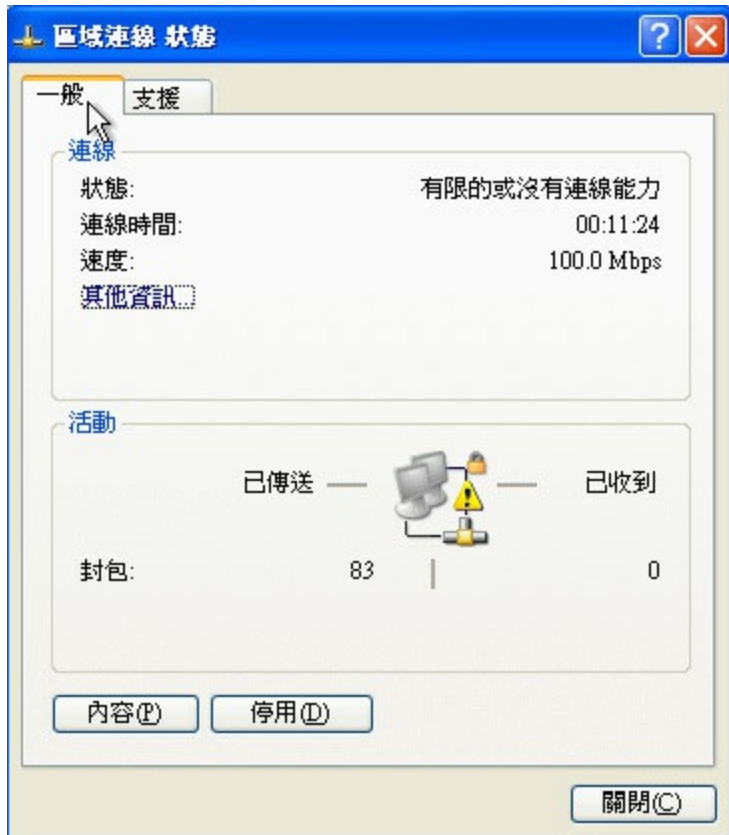 區域連線 狀態
一般 支援
連線
狀態: 有限的或沒有連線能力
連線時間: 00:11:24
速度: 100.0 Mbps
其他資訊...
活動
已傳送 已收到
封包: 83 0
內容(P) 停用(D)
關閉(C)